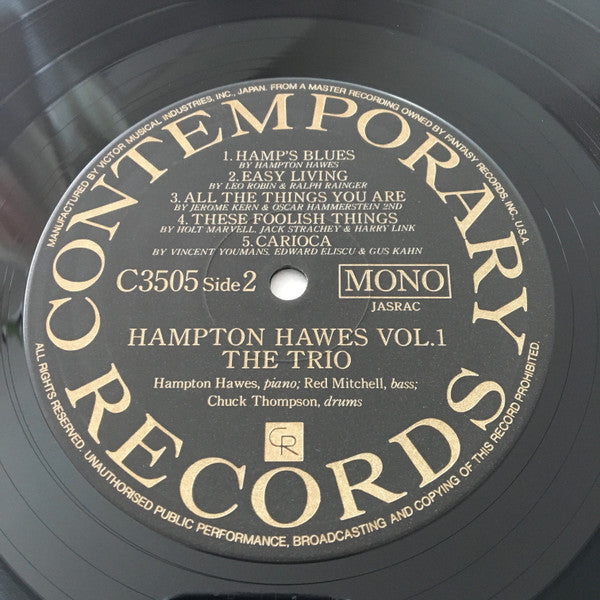 MANUFACTURED BY VICTOR MUSICAL INDUSTRIES, INC., JAPAN. FROM A MASTER RECORDING OWNED BY FANTASY RECORDS, INC. U.S.A.
CONTEMPORARY
1. HAMP'S BLUES
BY HAMPTON HAWES
2. EASY LIVING
BY LEO ROBIN & RALPH RAINGER
3. ALL THE THINGS YOU ARE
BY JEROME KERN & OSCAR HAMMERSTEIN 2ND
4. THESE FOOLISH THINGS
BY HOLT MARVELL, JACK STRACHEY & HARRY LINK
5. CARIOCA
BY VINCENT YOUMANS, EDWARD ELISCU & GUS KAHN
C3505 Side 2
MONO
JASRAC
HAMPTON HAWES VOL.1
THE TRIO
Hampton Hawes, piano; Red Mitchell, bass;
Chuck Thompson, drums
CR
RECORDS
ALL RIGHTS RESERVED. UNAUTHORISED PUBLIC PERFORMANCE, BROADCASTING AND COPYING OF THIS RECORD PROHIBITED.